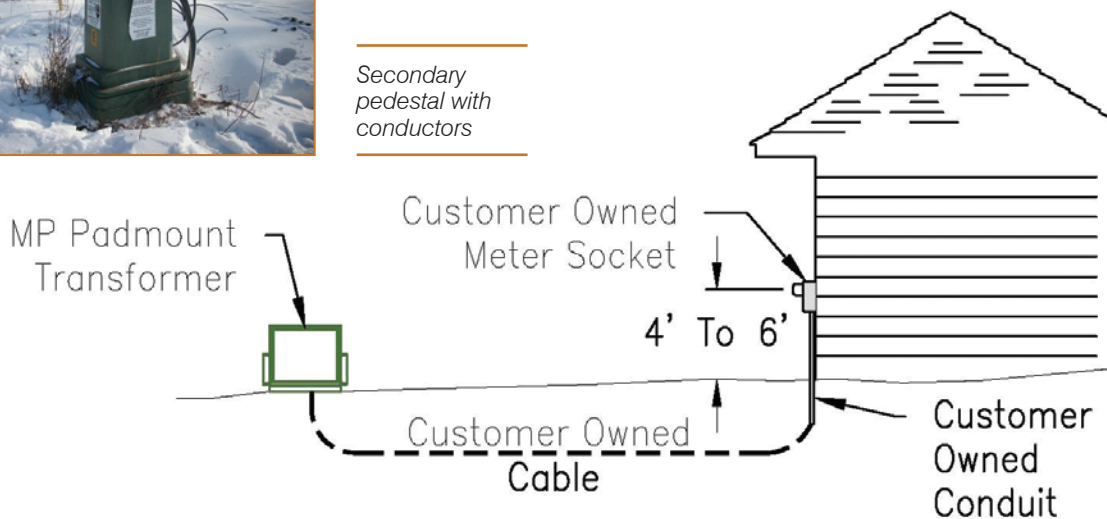 Secondary
pedestal with
conductors
MP Padmount
Transformer
Customer Owned
Meter Socket
4' To 6'
Customer Owned
Cable
Customer
Owned
Conduit